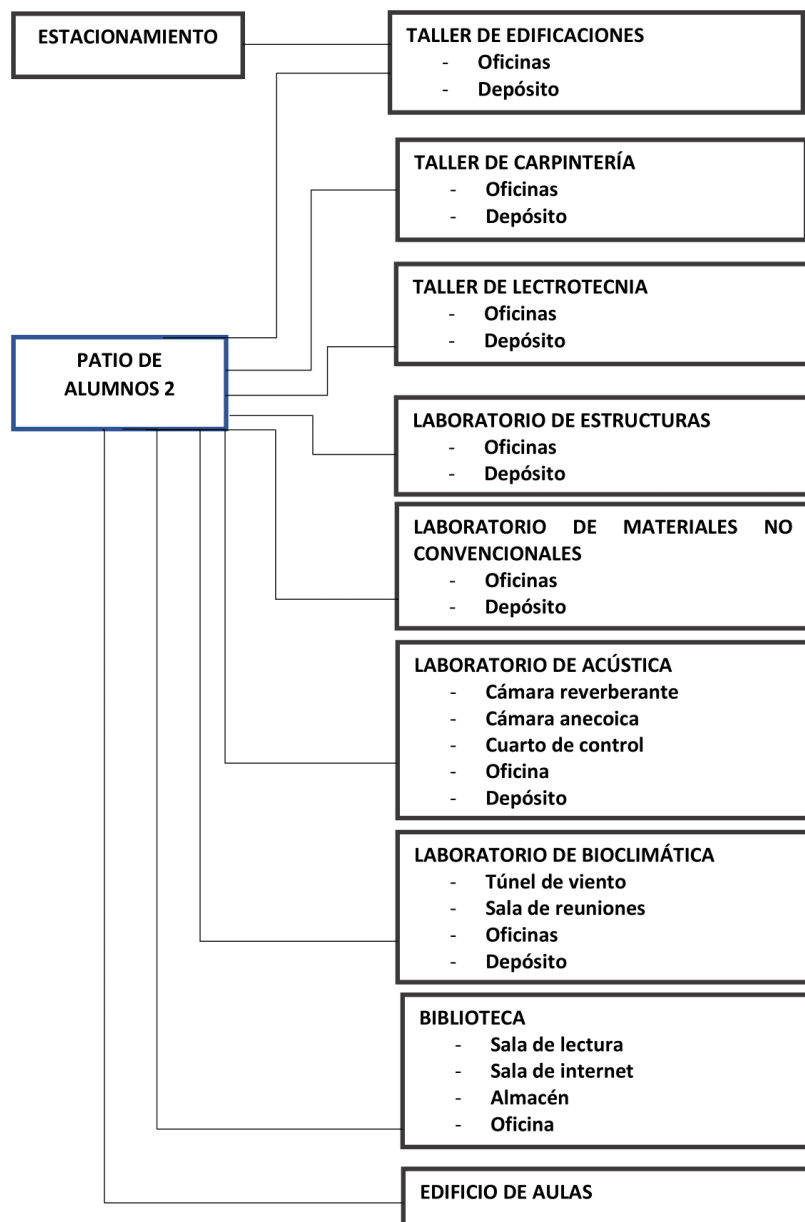 ESTACIONAMIENTO
TALLER DE EDIFICACIONES
- Oficinas
- Depósito
TALLER DE CARPINTERÍA
- Oficinas
- Depósito
TALLER DE LECTROTECNIA
- Oficinas
- Depósito
PATIO DE
ALUMNOS 2
LABORATORIO DE ESTRUCTURAS
- Oficinas
- Depósito
LABORATORIO DE MATERIALES NO
CONVENCIONALES
- Oficinas
- Depósito
LABORATORIO DE ACÚSTICA
- Cámara reverberante
- Cámara anecoica
- Cuarto de control
- Oficina
- Depósito
LABORATORIO DE BIOCLIMÁTICA
- Túnel de viento
- Sala de reuniones
- Oficinas
- Depósito
BIBLIOTECA
- Sala de lectura
- Sala de internet
- Almacén
- Oficina
EDIFICIO DE AULAS